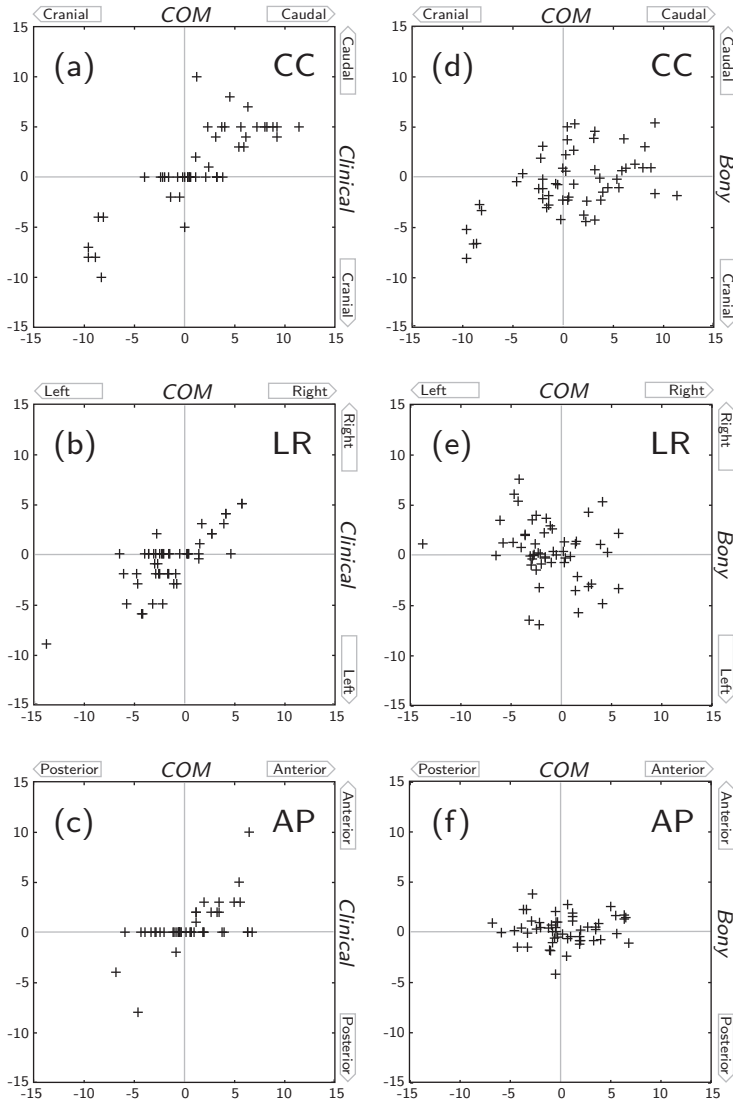 Cranial COM Caudal
15
(a) CC
10
5
0
-5
-10
-15
-15 -10 -5 0 5 10 15
Caudal
Clinical
Cranial
Cranial COM Caudal
15
(d) CC
10
5
0
-5
-10
-15
-15 -10 -5 0 5 10 15
Caudal
Bony
Cranial
Left COM Right
15
(b) LR
10
5
0
-5
-10
-15
-15 -10 -5 0 5 10 15
Right
Clinical
Left
Left COM Right
15
(e) LR
10
5
0
-5
-10
-15
-15 -10 -5 0 5 10 15
Right
Bony
Left
Posterior COM Anterior
15
(c) AP
10
5
0
-5
-10
-15
-15 -10 -5 0 5 10 15
Anterior
Clinical
Posterior
Posterior COM Anterior
15
(f) AP
10
5
0
-5
-10
-15
-15 -10 -5 0 5 10 15
Anterior
Bony
Posterior